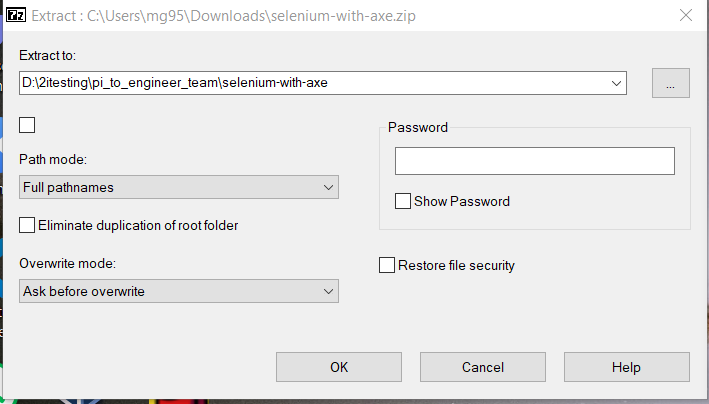 Extract : C:\Users\mg95\Downloads\selenium-with-axe.zip
Extract to:
D:\2itesting\pi_to_engineer_team\selenium-with-axe
...
Password
Path mode:
Full pathnames
Show Password
Eliminate duplication of root folder
Overwrite mode:
Restore file security
Ask before overwrite
OK
Cancel
Help